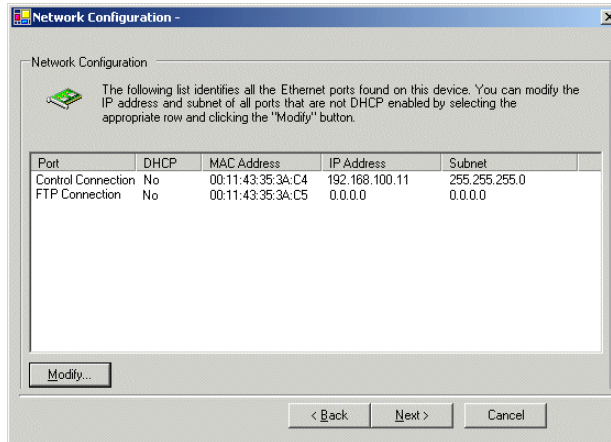 Network Configuration -
Network Configuration
The following list identifies all the Ethernet ports found on this device. You can modify the
IP address and subnet of all ports that are not DHCP enabled by selecting the
appropriate row and clicking the "Modify" button.
Port DHCP MAC Address IP Address Subnet
Control Connection No 00:11:43:35:3A:C4 192.168.100.11 255.255.255.0
FTP Connection No 00:11:43:35:3A:C5 0.0.0.0 0.0.0.0
Modify...
< Back Next > Cancel